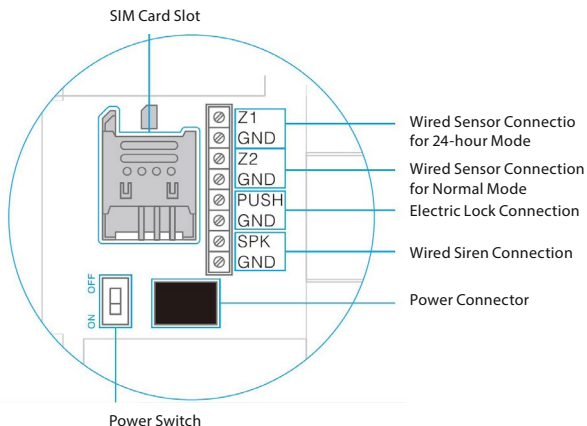 SIM Card Slot
Z1
GND
Z2
GND
PUSH
GND
SPK
GND
Wired Sensor Connectio
for 24-hour Mode
Wired Sensor Connection
for Normal Mode
Electric Lock Connection
Wired Siren Connection
Power Connector
OFF
ON
Power Switch